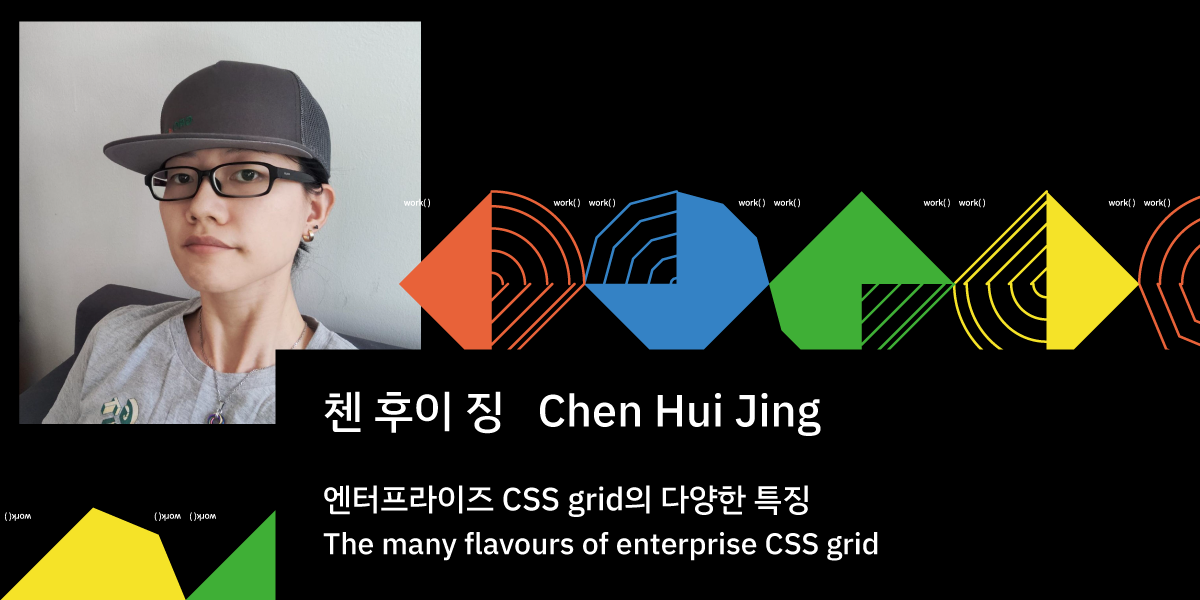 work() work() work() work() work() work() work() work() work()
첸 후이 징 Chen Hui Jing
엔터프라이즈 CSS grid의 다양한 특징
The many flavours of enterprise CSS grid
work() work() work()